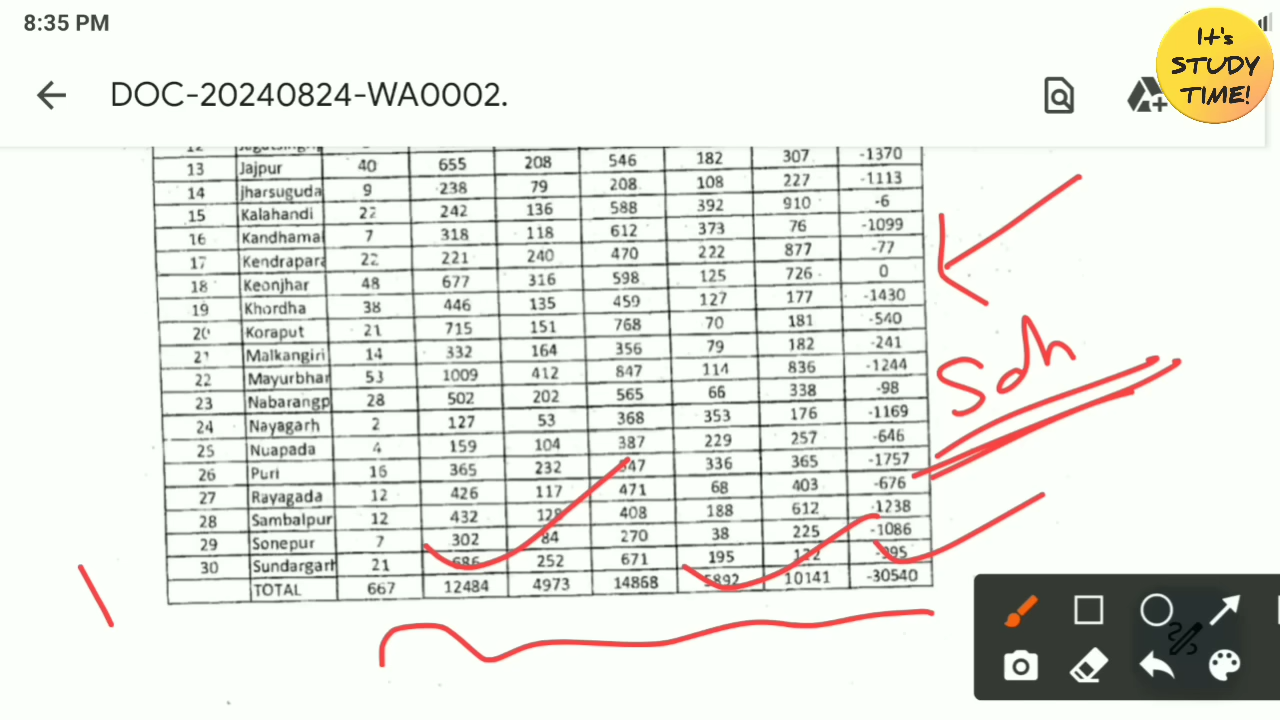 8:35 PM
It's
STUDY
TIME!
DOC-20240824-WA0002.
13 Jajpur 40 655 208 546 182 307 -1370
14 jharsuguda 9 238 79 208 108 227 -1113
15 Kalahandi 22 242 136 588 392 910 -6
16 Kandhama 7 318 118 612 373 76 -1099
17 Kendrapara 22 221 240 470 222 877 -77
18 Keonjhar 48 677 316 598 125 726 0
19 Khordha 38 446 135 459 127 177 -1430
20 Koraput 21 715 151 768 70 181 -540
21 Malkangiri 14 332 164 356 79 182 -241
22 Mayurbhar 53 1009 412 847 114 836 -1244
23 Nabarangp 28 502 202 565 66 338 -98
24 Nayagarh 2 127 53 368 353 176 -1169
25 Nuapada 4 159 104 387 229 257 -646
26 Puri 16 365 232 336 365 -1757
27 Rayagada 12 426 117 471 68 403 -676
28 Sambalpur 12 432 408 188 612 -1238
29 Sonepur 7 302 84 270 38 225 -1086
30 Sundargarh 21 686 252 671 195
TOTAL 667 12484 4973 14868 5892 10141 -30540
Sdh